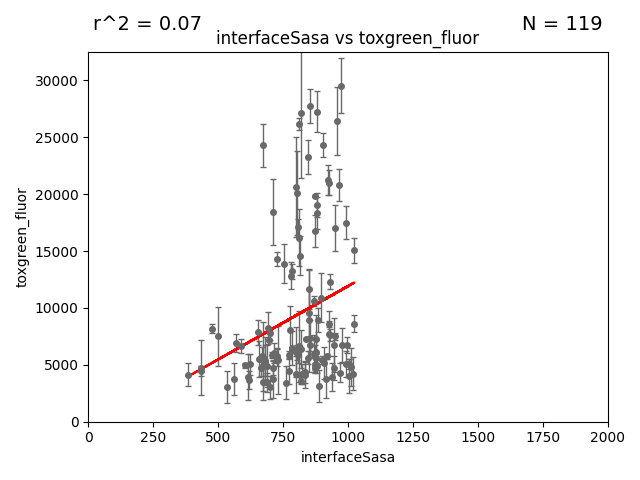 r^2 = 0.07
N = 119
interfaceSasa vs toxgreen_fluor
30000
25000
20000
15000
10000
5000
0
toxgreen_fluor
0 250 500 750 1000 1250 1500 1750 2000
interfaceSasa